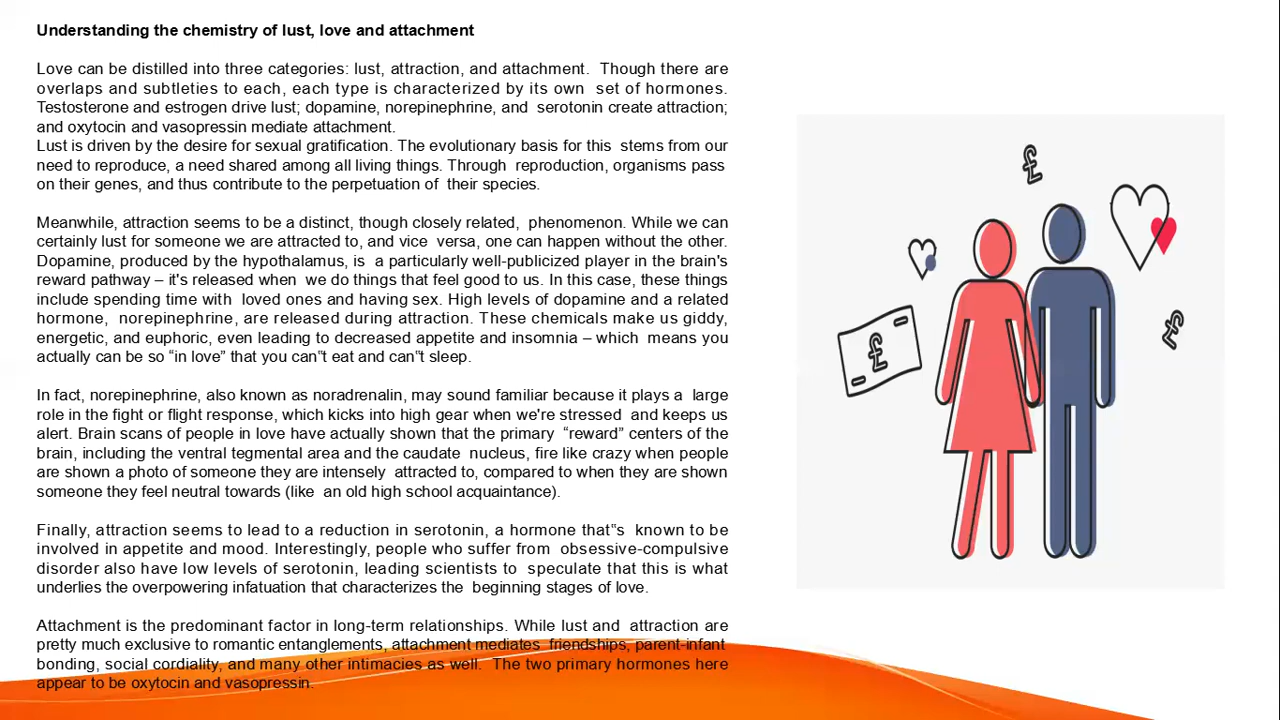 Understanding the chemistry of lust, love and attachment
Love can be distilled into three categories: lust, attraction, and attachment. Though there are
overlaps and subtleties to each, each type is characterized by its own set of hormones.
Testosterone and estrogen drive lust; dopamine, norepinephrine, and serotonin create attraction;
and oxytocin and vasopressin mediate attachment.
Lust is driven by the desire for sexual gratification. The evolutionary basis for this stems from our
need to reproduce, a need shared among all living things. Through reproduction, organisms pass
on their genes, and thus contribute to the perpetuation of their species.
Meanwhile, attraction seems to be a distinct, though closely related, phenomenon. While we can
certainly lust for someone we are attracted to, and vice versa, one can happen without the other.
Dopamine, produced by the hypothalamus, is a particularly well-publicized player in the brain's
reward pathway – it's released when we do things that feel good to us. In this case, these things
include spending time with loved ones and having sex. High levels of dopamine and a related
hormone, norepinephrine, are released during attraction. These chemicals make us giddy,
energetic, and euphoric, even leading to decreased appetite and insomnia – which means you
actually can be so “in love” that you can‟t eat and can‟t sleep.
In fact, norepinephrine, also known as noradrenalin, may sound familiar because it plays a large
role in the fight or flight response, which kicks into high gear when we're stressed and keeps us
alert. Brain scans of people in love have actually shown that the primary “reward” centers of the
brain, including the ventral tegmental area and the caudate nucleus, fire like crazy when people
are shown a photo of someone they are intensely attracted to, compared to when they are shown
someone they feel neutral towards (like an old high school acquaintance).
Finally, attraction seems to lead to a reduction in serotonin, a hormone that‟s known to be
involved in appetite and mood. Interestingly, people who suffer from obsessive-compulsive
disorder also have low levels of serotonin, leading scientists to speculate that this is what
underlies the overpowering infatuation that characterizes the beginning stages of love.
Attachment is the predominant factor in long-term relationships. While lust and attraction are
pretty much exclusive to romantic entanglements, attachment mediates friendships, parent-infant
bonding, social cordiality, and many other intimacies as well. The two primary hormones here
appear to be oxytocin and vasopressin.
£
£
£